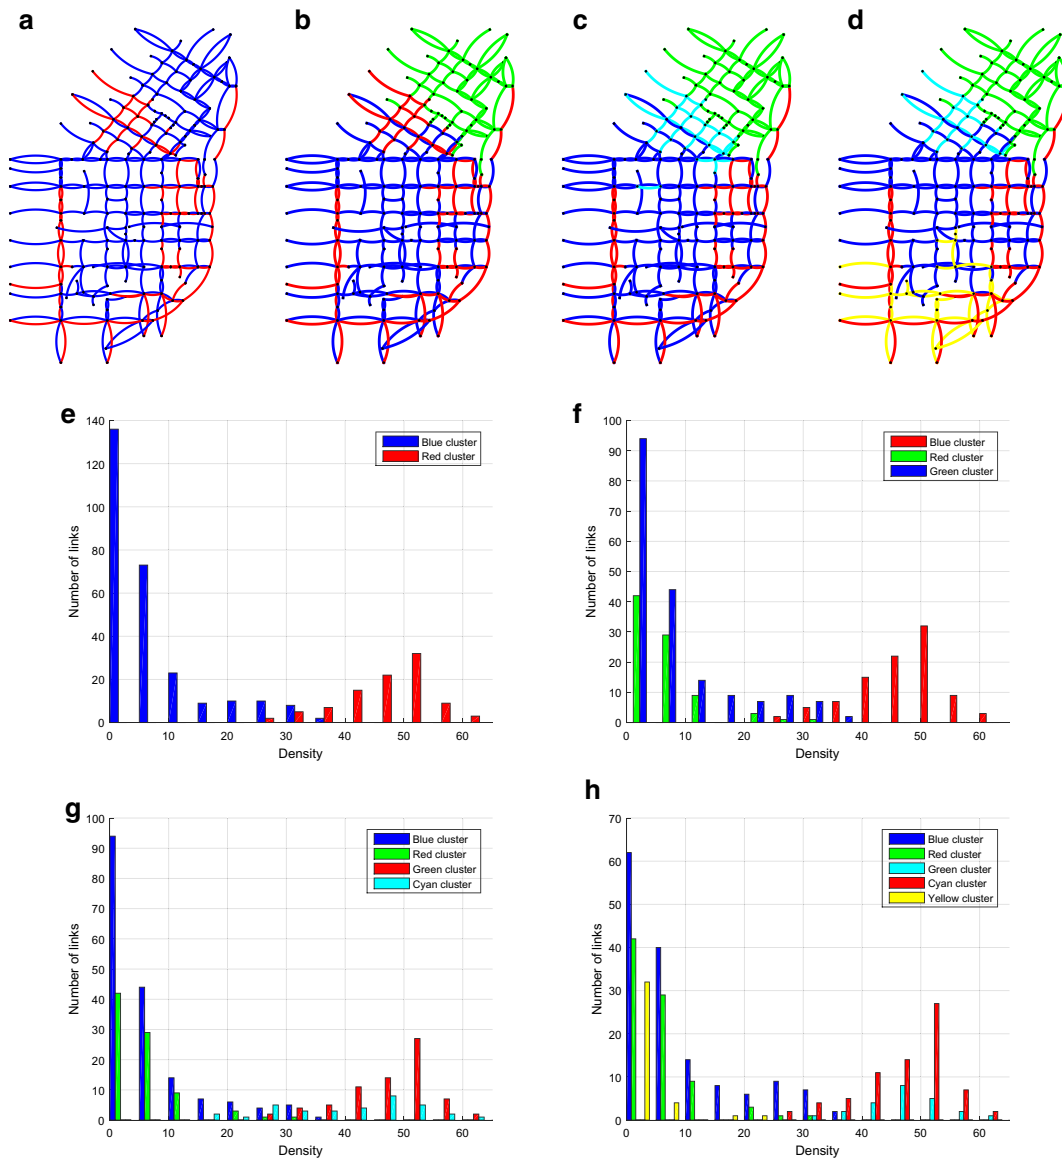 a b c d
e
140
120
100
80
60
40
20
0
0 10 20 30 40 50 60
Number of links
Density
Blue cluster
Red cluster
f
100
90
80
70
60
50
40
30
20
10
0
0 10 20 30 40 50 60
Number of links
Density
Blue cluster
Red cluster
Green cluster
g
100
90
80
70
60
50
40
30
20
10
0
0 10 20 30 40 50 60
Number of links
Density
Blue cluster
Red cluster
Green cluster
Cyan cluster
h
70
60
50
40
30
20
10
0
0 10 20 30 40 50 60
Number of links
Density
Blue cluster
Red cluster
Green cluster
Cyan cluster
Yellow cluster